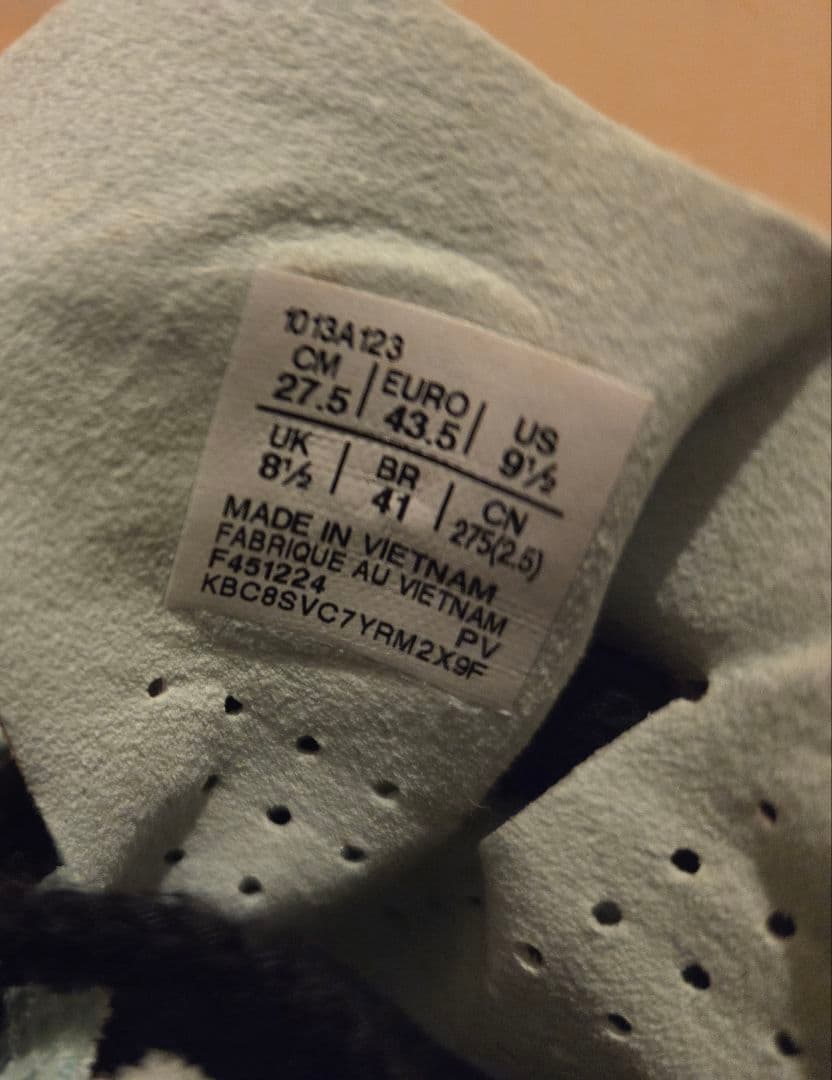 1013A123
CM | EURO | US
27.5 | 43.5 | 9½
UK | BR | CN
8½ | 41 | 275(2.5)
MADE IN VIETNAM
FABRIQUE AU VIETNAM
F451224 PV
KBC8SVC7YRM2X9F